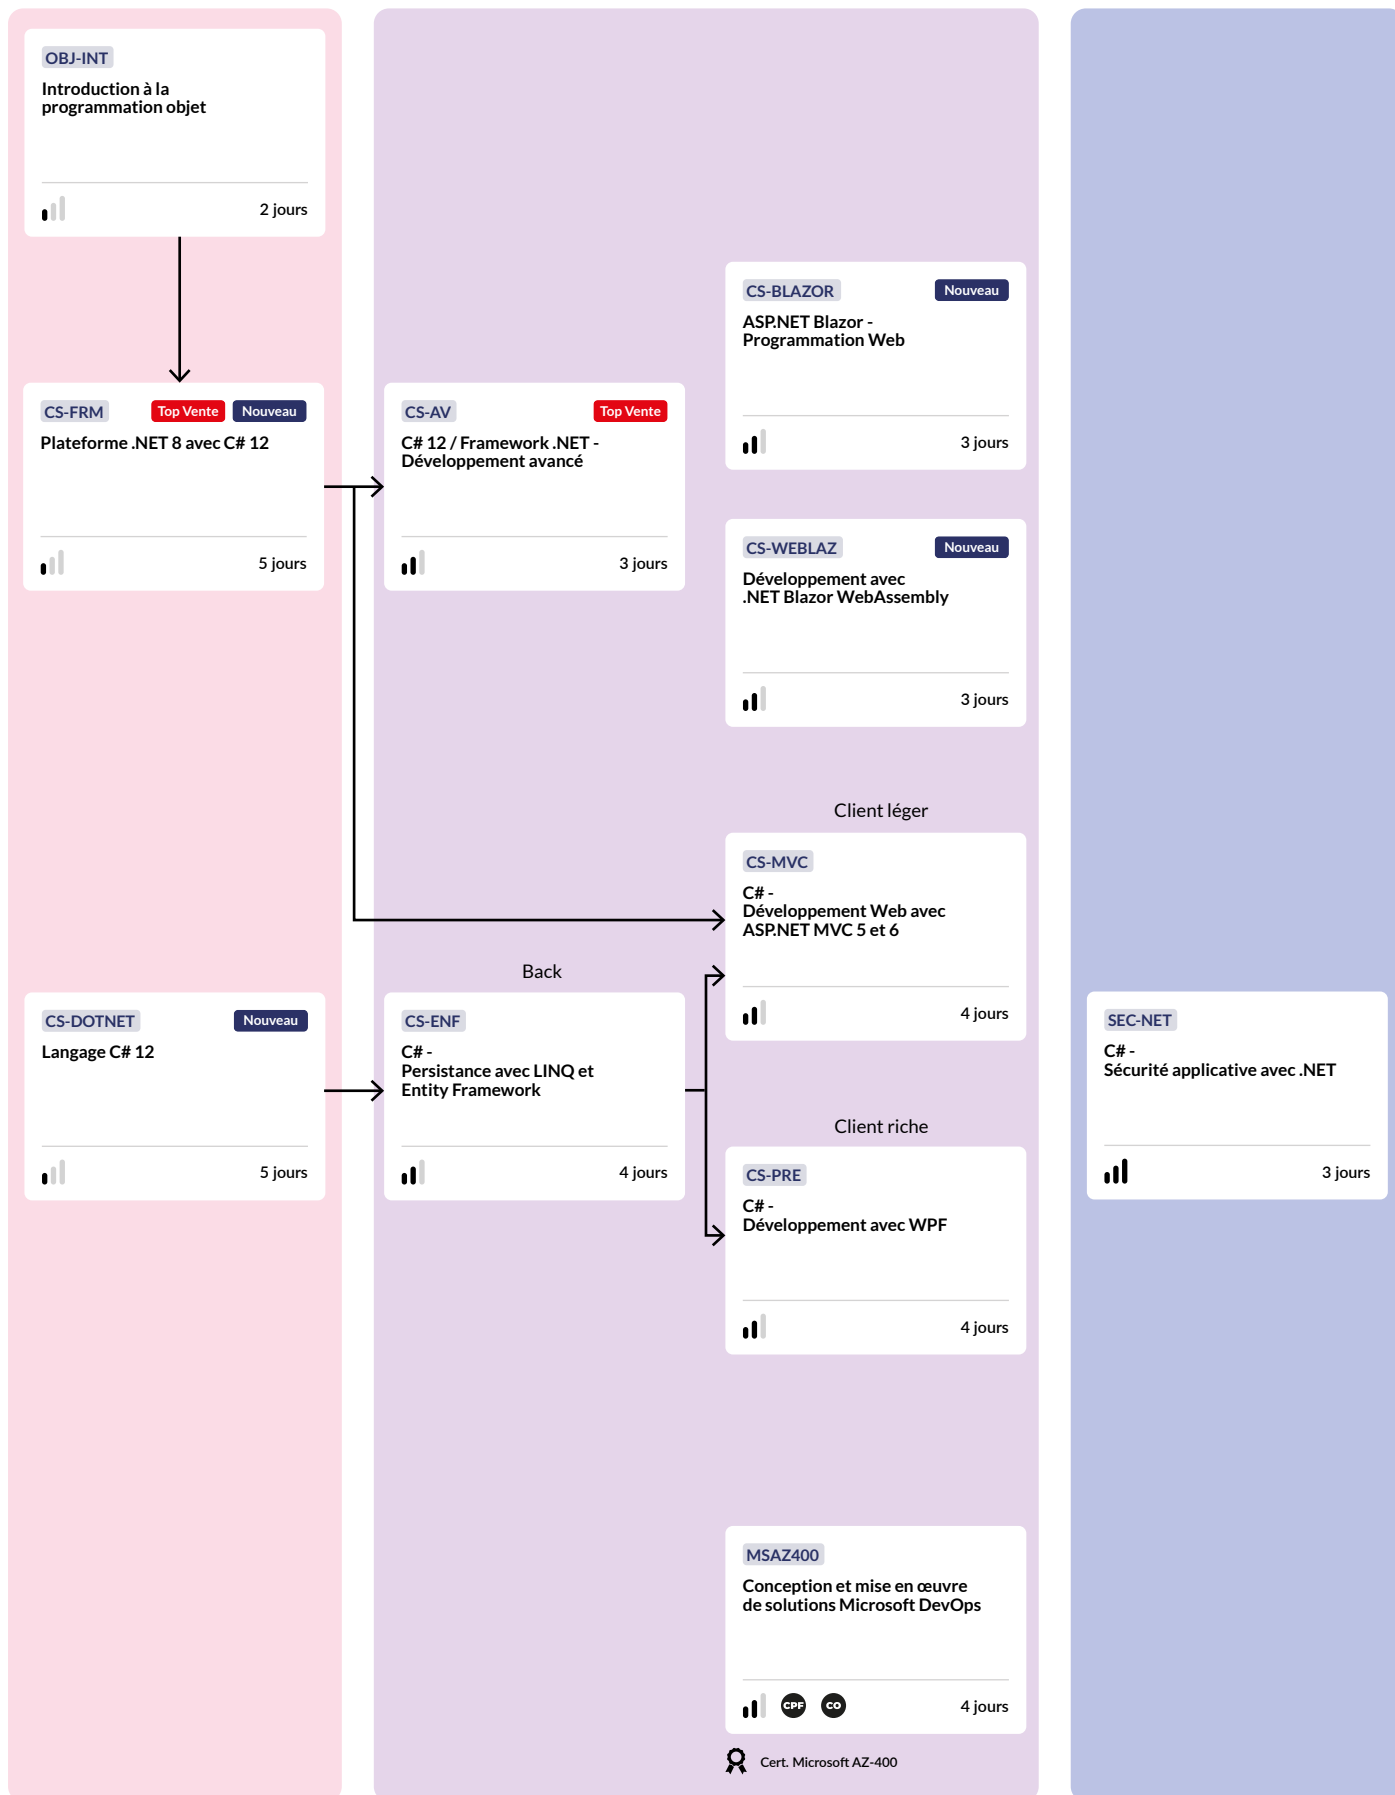 OBJ-INT
Introduction à la
programmation objet
2 jours
CS-FRM
Top Vente
Nouveau
Plateforme .NET 8 avec C# 12
5 jours
CS-DOTNET
Nouveau
Langage C# 12
5 jours
CS-AV
Top Vente
C# 12 / Framework .NET -
Développement avancé
3 jours
Back
CS-ENF
C# -
Persistance avec LINQ et
Entity Framework
4 jours
CS-BLAZOR
Nouveau
ASP.NET Blazor -
Programmation Web
3 jours
CS-WEBLAZ
Nouveau
Développement avec
.NET Blazor WebAssembly
3 jours
Client léger
CS-MVC
C# -
Développement Web avec
ASP.NET MVC 5 et 6
4 jours
Client riche
CS-PRE
C# -
Développement avec WPF
4 jours
MSAZ400
Conception et mise en œuvre
de solutions Microsoft DevOps
CPF
CO
4 jours
Cert. Microsoft AZ-400
SEC-NET
C# -
Sécurité applicative avec .NET
3 jours